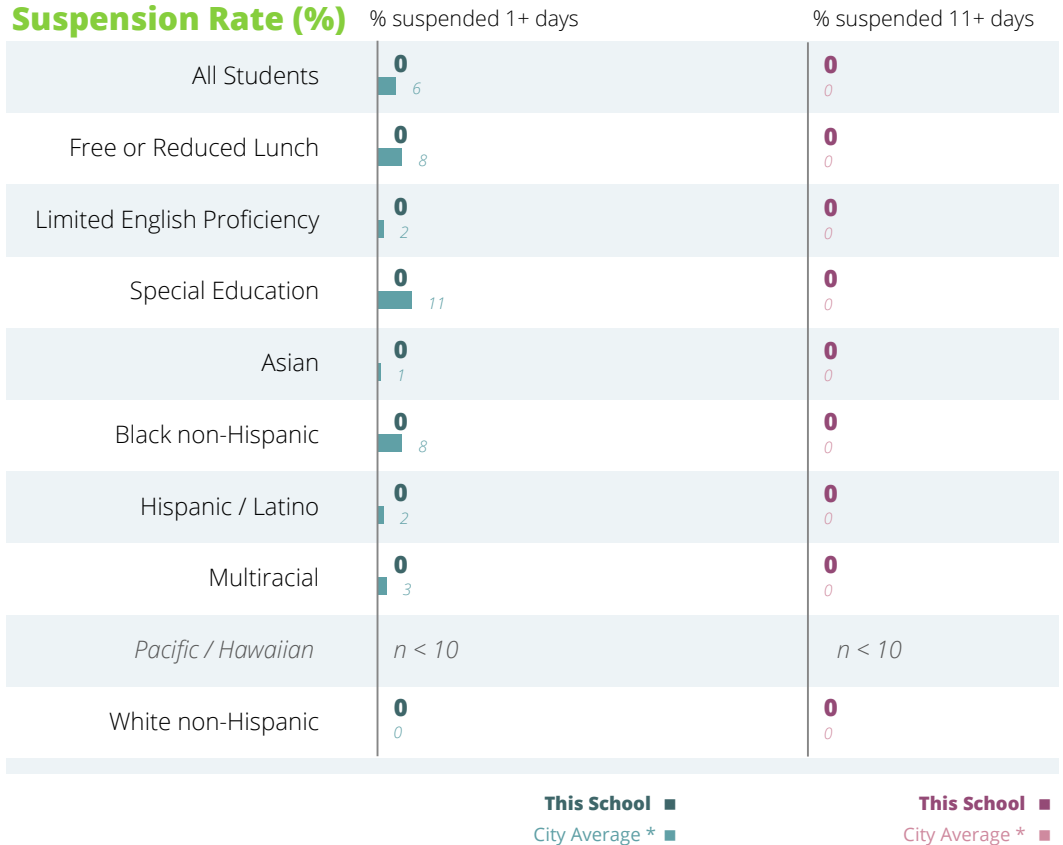 Suspension Rate (%) % suspended 1+ days % suspended 11+ days
All Students 0 0
6 0
Free or Reduced Lunch 0 0
8 0
Limited English Proficiency 0 0
2 0
Special Education 0 0
11 0
Asian 0 0
1 0
Black non-Hispanic 0 0
8 0
Hispanic / Latino 0 0
2 0
Multiracial 0 0
3 0
Pacific / Hawaiian n < 10 n < 10
White non-Hispanic 0 0
0 0
This School This School
City Average * City Average *